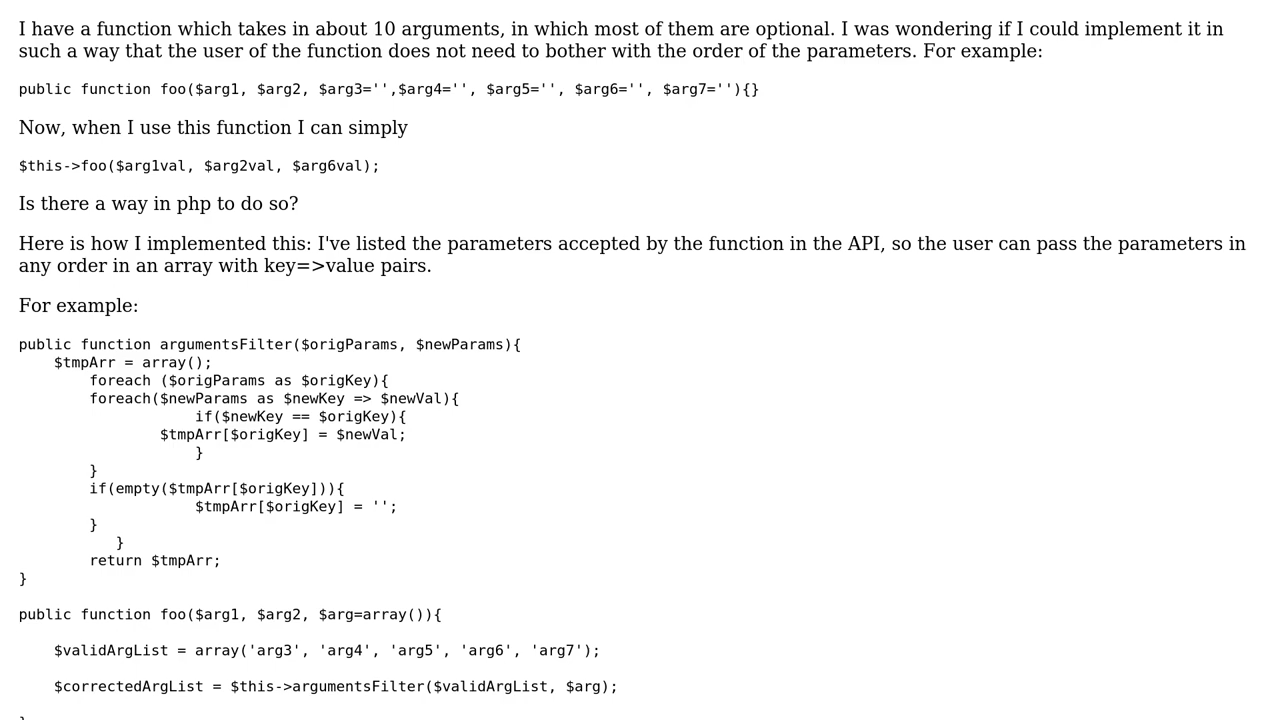 I have a function which takes in about 10 arguments, in which most of them are optional. I was wondering if I could implement it in
such a way that the user of the function does not need to bother with the order of the parameters. For example:
public function foo($arg1, $arg2, $arg3='',$arg4='', $arg5='', $arg6='', $arg7=''){}
Now, when I use this function I can simply
$this->foo($arg1val, $arg2val, $arg6val);
Is there a way in php to do so?
Here is how I implemented this: I've listed the parameters accepted by the function in the API, so the user can pass the parameters in
any order in an array with key=>value pairs.
For example:
public function argumentsFilter($origParams, $newParams){
    $tmpArr = array();
        foreach ($origParams as $origKey){
        foreach($newParams as $newKey => $newVal){
                    if($newKey == $origKey){
                $tmpArr[$origKey] = $newVal;
                    }
        }
        if(empty($tmpArr[$origKey])){
                    $tmpArr[$origKey] = '';
        }
           }
        return $tmpArr;
}
public function foo($arg1, $arg2, $arg=array()){
    $validArgList = array('arg3', 'arg4', 'arg5', 'arg6', 'arg7');
    $correctedArgList = $this->argumentsFilter($validArgList, $arg);
}